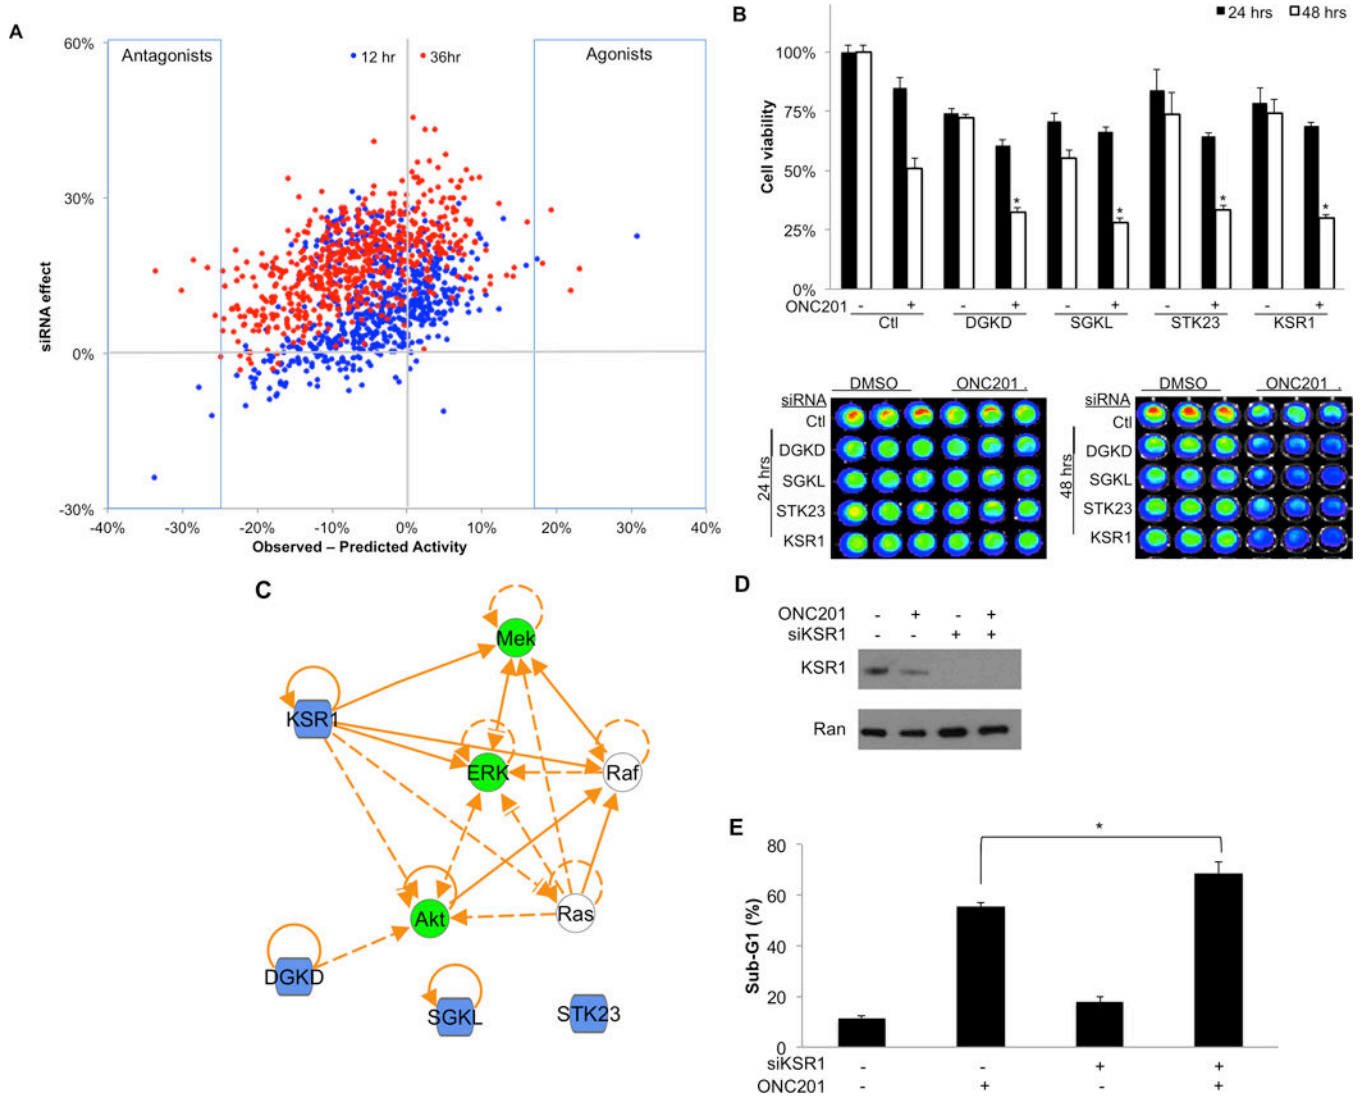 A
60%
Antagonists
12 hr
36hr
Agonists
30%
0%
-30%
siRNA effect
-40% -30% -20% -10% 0% 10% 20% 30% 40%
Observed – Predicted Activity
B
24 hrs 48 hrs
100%
75%
50%
25%
0%
Cell viability
* * * *
ONC201 - + - + - + - + - +
Ctl DGKD SGKL STK23 KSR1
DMSO ONC201 .
siRNA
Ctl
DGKD
SGKL
STK23
KSR1
24 hrs
DMSO ONC201 .
siRNA
Ctl
DGKD
SGKL
STK23
KSR1
48 hrs
C
Mek
KSR1
ERK
Raf
Akt
Ras
DGKD
SGKL
STK23
D
ONC201 - + - +
siKSR1 - - + +
KSR1
Ran
E
*
80
60
40
20
0
Sub-G1 (%)
siKSR1 - - + +
ONC201 - + - +